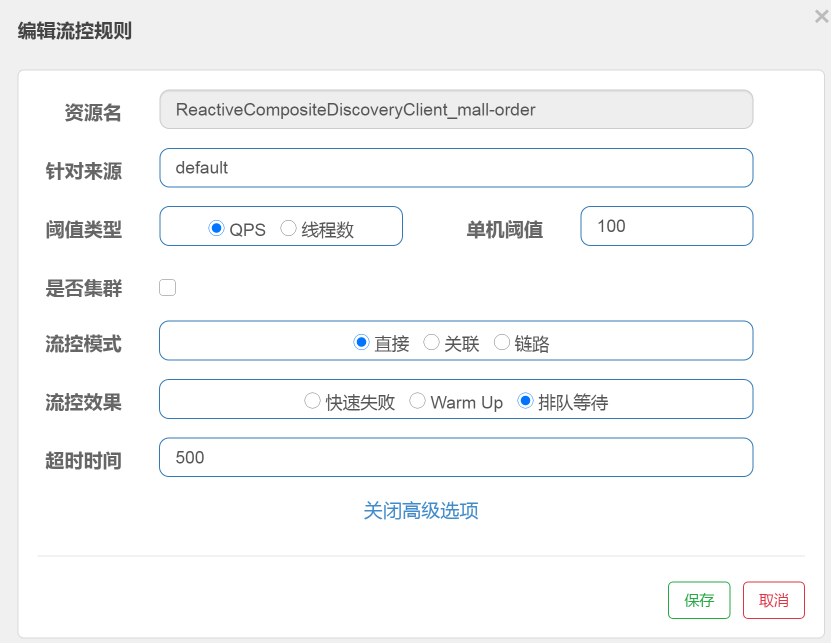 编辑流控规则
×
资源名 ReactiveCompositeDiscoveryClient_mall-order
针对来源 default
阈值类型 QPS 线程数 单机阈值 100
是否集群
流控模式 直接 关联 链路
流控效果 快速失败 Warm Up 排队等待
超时时间 500
关闭高级选项
保存 取消